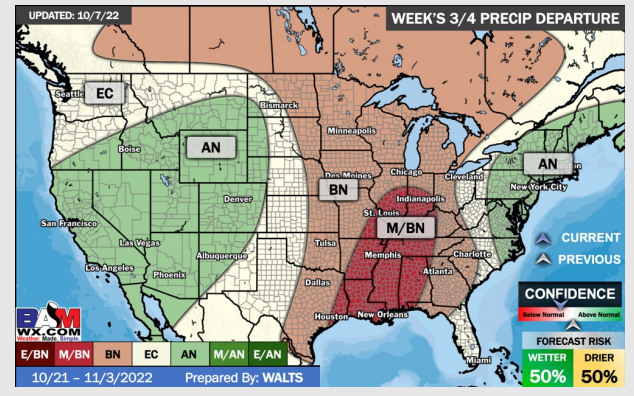 UPDATED: 10/7/22
WEEK'S 3/4 PRECIP DEPARTURE
Seattle
EC
Bismarck
Minneapolis
Boise
AN
AN
New York City
Des Moines
Chicago
Cleveland
BN
Denver
Indianapolis
St. Louis
M/BN
San Francisco
Las Vegas
CURRENT
PREVIOUS
Los Angeles
Phoenix
Albuquerque
Tulsa
Memphis
Charlotte
Atlanta
Dallas
Houston
New Orleans
Miami
CONFIDENCE
Below Normal
Above Normal
FORECAST RISK
WETTER
DRIER
50%
50%
BAM
WX.COM
Weather. Made. Simple.
E/BN M/BN BN EC AN M/AN E/AN
10/21 – 11/3/2022
Prepared By: WALTS